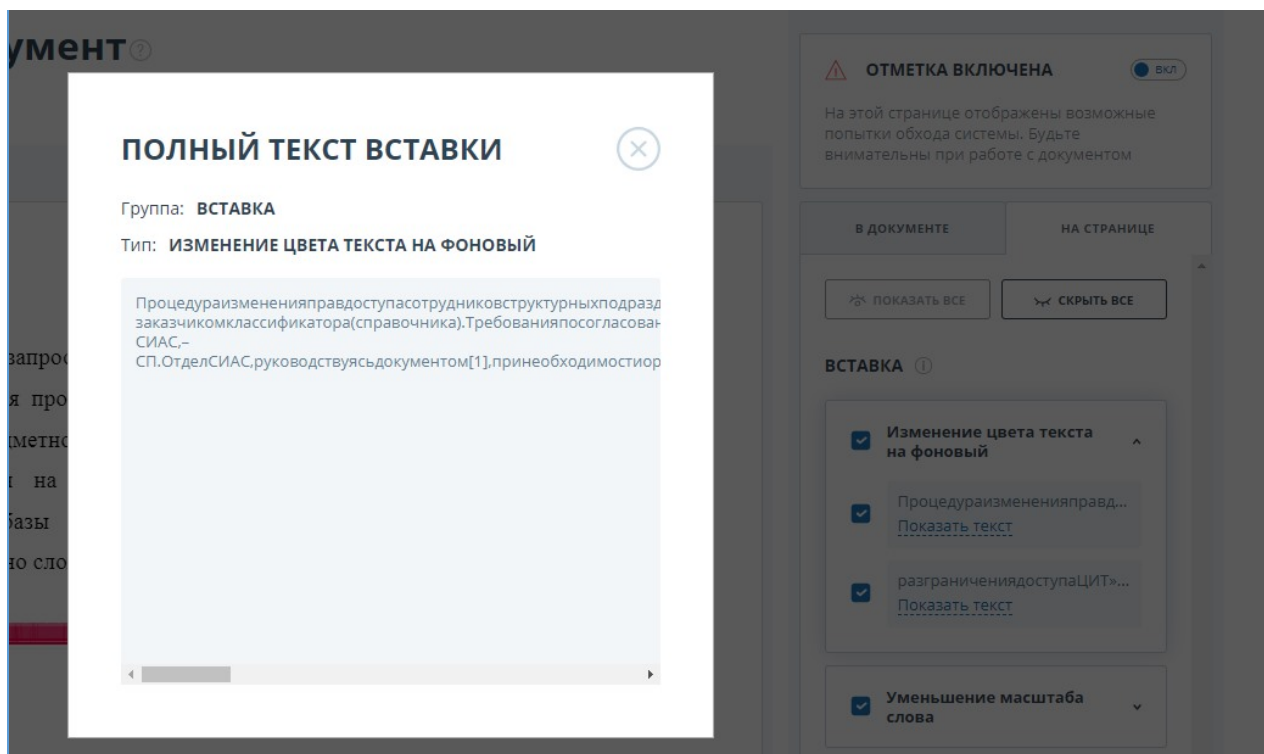 умент
ПОЛНЫЙ ТЕКСТ ВСТАВКИ
Группа: ВСТАВКА
Тип: ИЗМЕНЕНИЕ ЦВЕТА ТЕКСТА НА ФОНОВЫЙ
Процедураизмененияправдоступасотрудниковструктурныхподразд
заказчикомклассификатора(справочника).Требованияпосогласован
СИАС,–
СП.ОтделСИАС,руководствуясьдокументом[1],принеобходимостиор
запро
я про
метно
на
базы
но сло
ОТМЕТКА ВКЛЮЧЕНА
ВКЛ
На этой странице отображены возможные
попытки обхода системы. Будьте
внимательны при работе с документом
В ДОКУМЕНТЕ
НА СТРАНИЦЕ
ПОКАЗАТЬ ВСЕ
СКРЫТЬ ВСЕ
ВСТАВКА
Изменение цвета текста
на фоновый
Процедураизмененияправд...
Показать текст
разграничениядоступаЦИТ»...
Показать текст
Уменьшение масштаба
слова